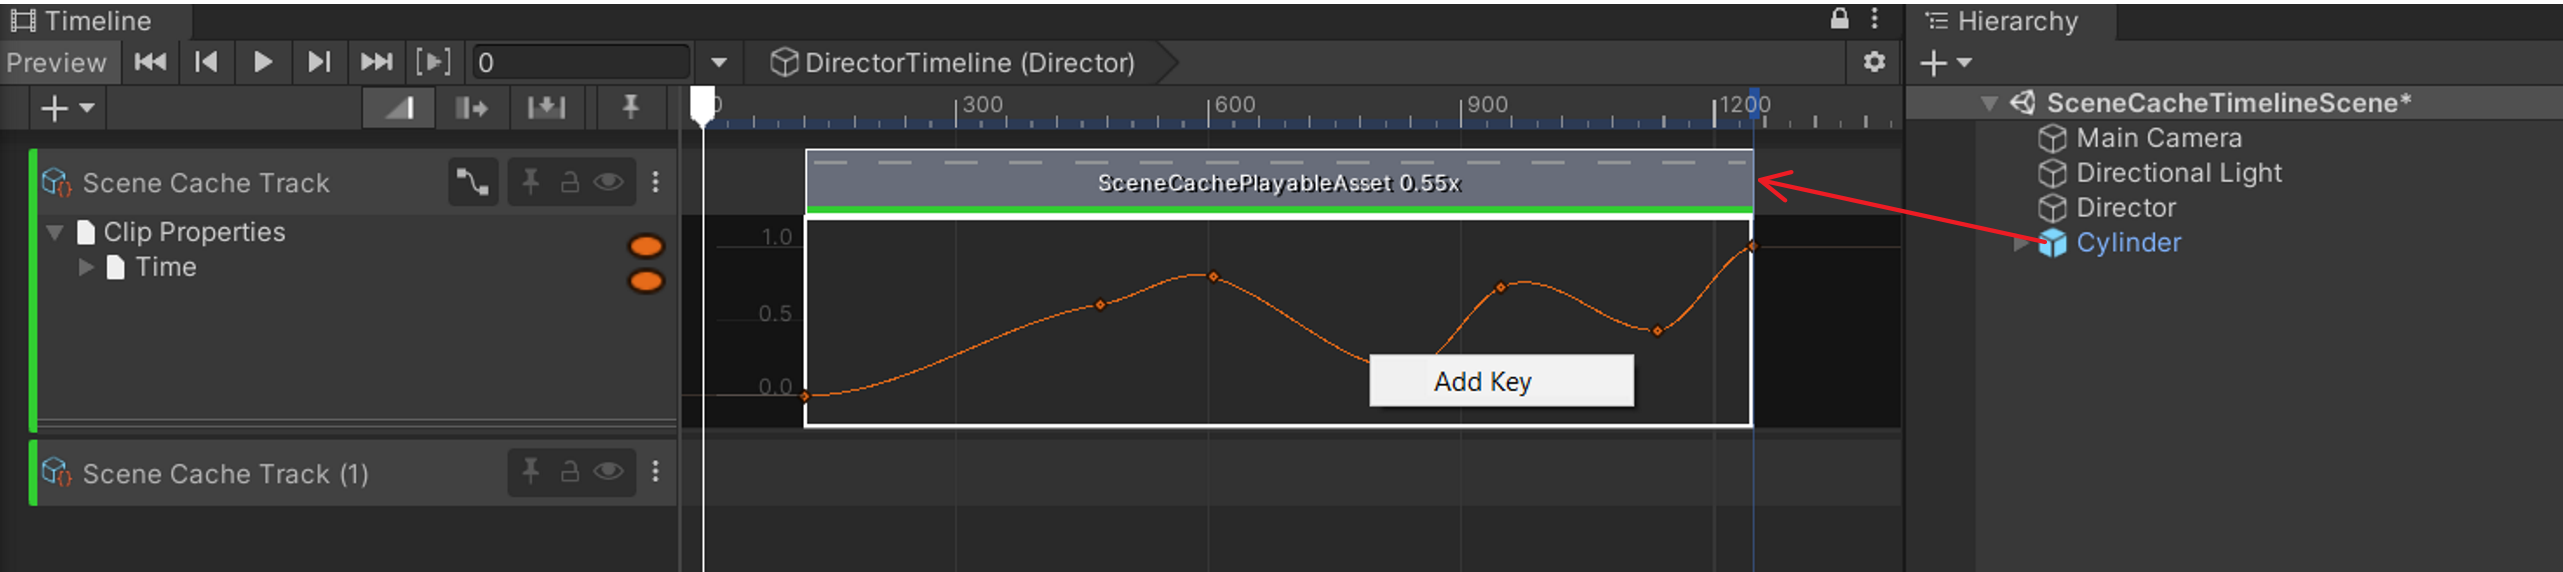 Timeline
Hierarchy
Preview
0
DirectorTimeline (Director)
0
300
600
900
1200
SceneCacheTimelineScene*
Main Camera
Directional Light
Director
Cylinder
Scene Cache Track
SceneCachePlayableAsset 0.55x
Clip Properties
Time
1.0
0.5
0.0
Add Key
Scene Cache Track (1)